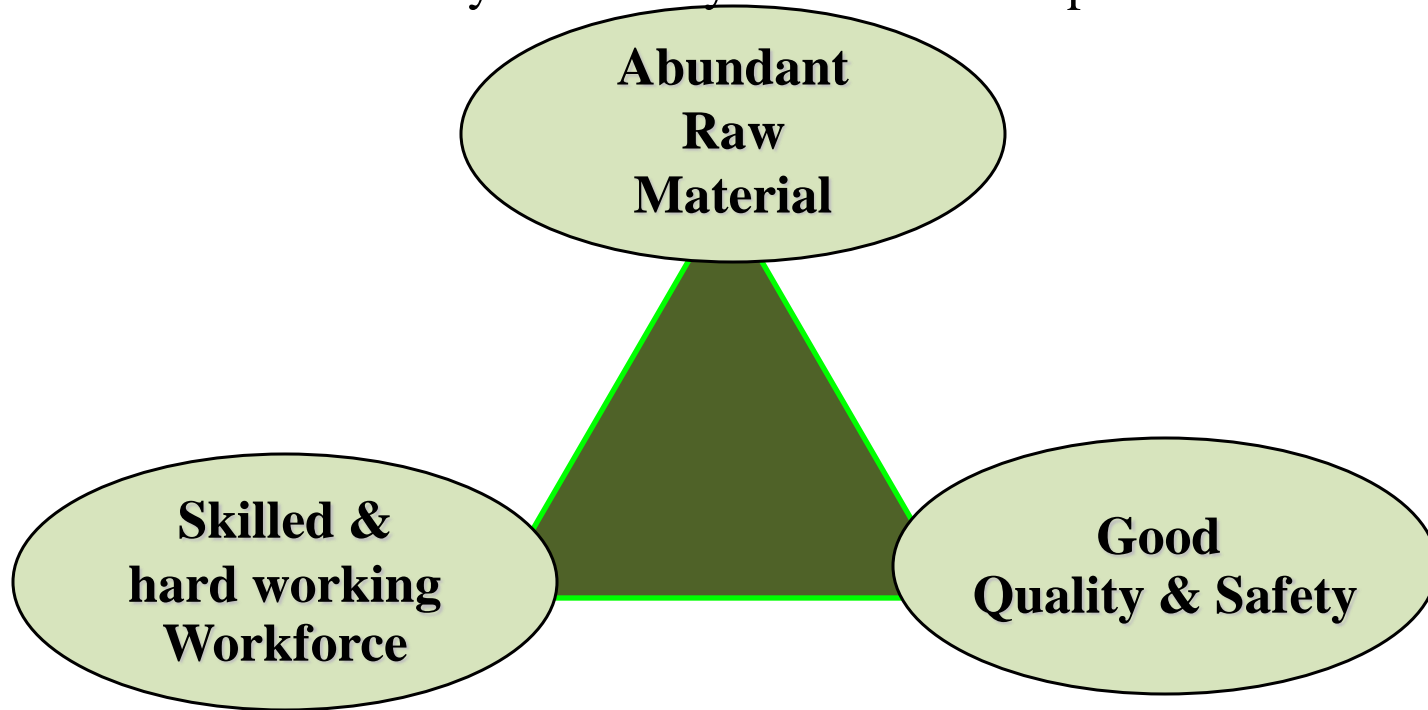 Abundant
Raw
Material
Skilled &
hard working
Workforce
Good
Quality & Safety